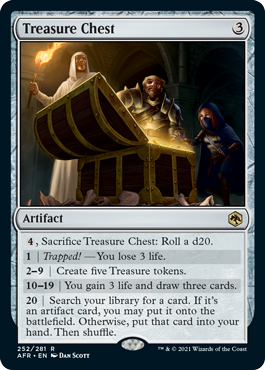 Treasure Chest 3
Artifact
4, Sacrifice Treasure Chest: Roll a d20.
1 | Trapped! — You lose 3 life.
2–9 | Create five Treasure tokens.
10–19 | You gain 3 life and draw three cards.
20 | Search your library for a card. If it's
an artifact card, you may put it onto the
battlefield. Otherwise, put that card into your
hand. Then shuffle.
252/281 R
AFR • EN DAN SCOTT
™ & © 2021 Wizards of the Coast